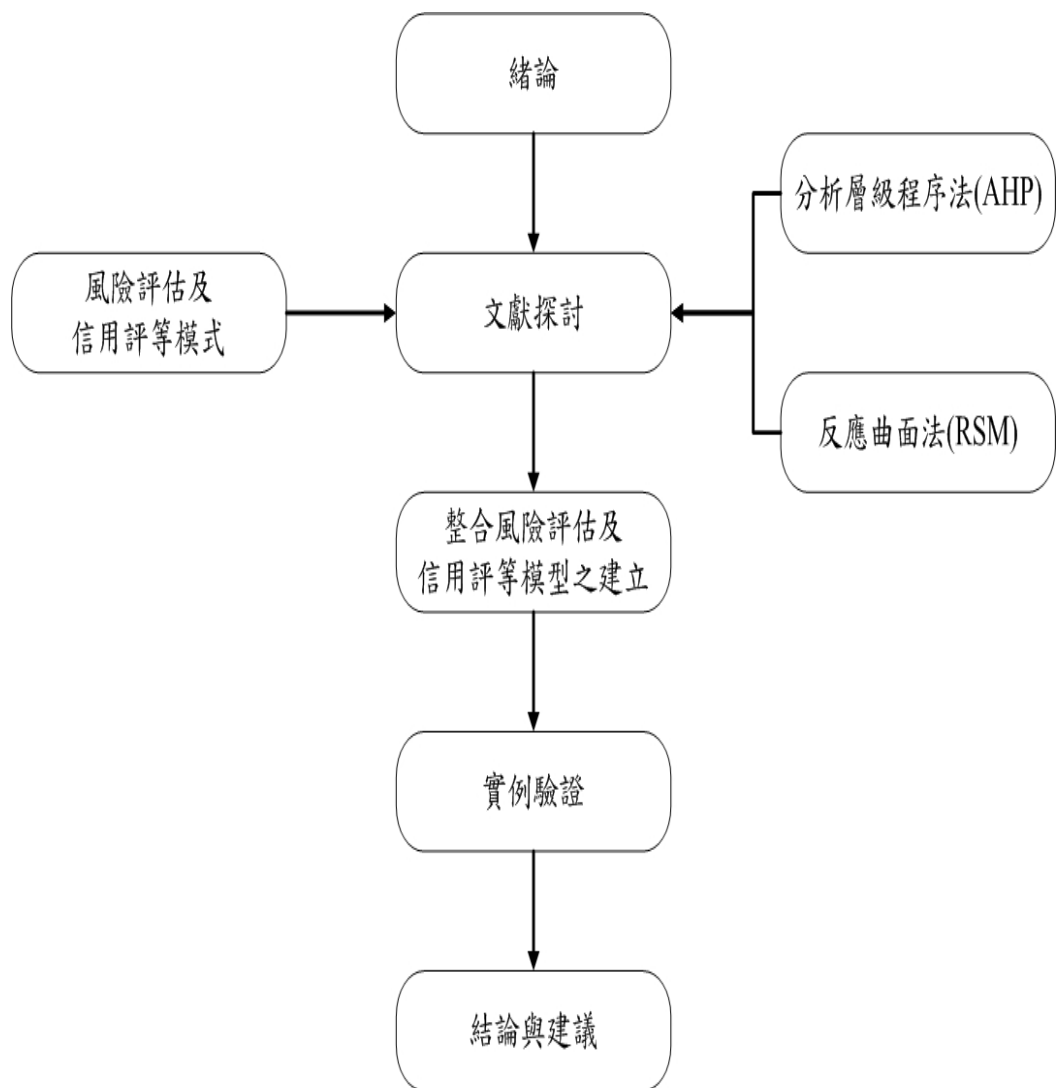 緒論
分析層級程序法(AHP)
風險評估及
信用評等模式
文獻探討
反應曲面法(RSM)
整合風險評估及
信用評等模型之建立
實例驗證
結論與建議